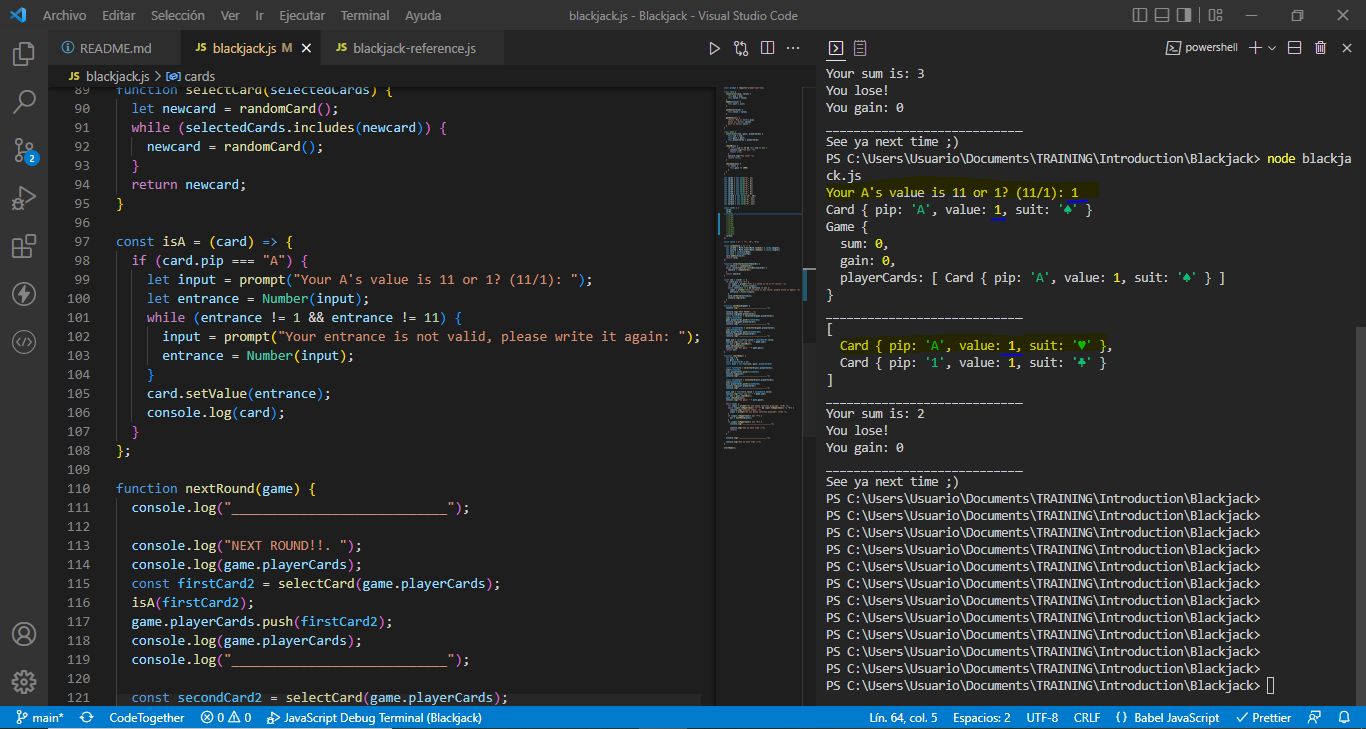 Archivo Editar Selección Ver Ir Ejecutar Terminal Ayuda
blackjack.js - Blackjack - Visual Studio Code
README.md
JS blackjack.js M
JS blackjack-reference.js
JS blackjack.js > cards
89 function selectCard(selectedCards) {
90 let newcard = randomCard();
91 while (selectedCards.includes(newcard)) {
92 newcard = randomCard();
93 }
94 return newcard;
95 }
96
97 const isA = (card) => {
98 if (card.pip === "A") {
99 let input = prompt("Your A's value is 11 or 1? (11/1): ");
100 let entrance = Number(input);
101 while (entrance != 1 && entrance != 11) {
102 input = prompt("Your entrance is not valid, please write it again: ");
103 entrance = Number(input);
104 }
105 card.setValue(entrance);
106 console.log(card);
107 }
108 };
109
110 function nextRound(game) {
111 console.log("____________________________");
112
113 console.log("NEXT ROUND!!. ");
114 console.log(game.playerCards);
115 const firstCard2 = selectCard(game.playerCards);
116 isA(firstCard2);
117 game.playerCards.push(firstCard2);
118 console.log(game.playerCards);
119 console.log("____________________________");
120
121 const secondCard2 = selectCard(game.playerCards);
powershell
Your sum is: 3
You lose!
You gain: 0
____________________________
See ya next time ;)
PS C:\Users\Usuario\Documents\TRAINING\Introduction\Blackjack> node blackja
ck.js
Your A's value is 11 or 1? (11/1): 1
Card { pip: 'A', value: 1, suit: '♠' }
Game {
sum: 0,
gain: 0,
playerCards: [ Card { pip: 'A', value: 1, suit: '♠' } ]
}
____________________________
[
Card { pip: 'A', value: 1, suit: '♥' },
Card { pip: '1', value: 1, suit: '♣' }
]
____________________________
Your sum is: 2
You lose!
You gain: 0
____________________________
See ya next time ;)
PS C:\Users\Usuario\Documents\TRAINING\Introduction\Blackjack>
PS C:\Users\Usuario\Documents\TRAINING\Introduction\Blackjack>
PS C:\Users\Usuario\Documents\TRAINING\Introduction\Blackjack>
PS C:\Users\Usuario\Documents\TRAINING\Introduction\Blackjack>
PS C:\Users\Usuario\Documents\TRAINING\Introduction\Blackjack>
PS C:\Users\Usuario\Documents\TRAINING\Introduction\Blackjack>
PS C:\Users\Usuario\Documents\TRAINING\Introduction\Blackjack>
PS C:\Users\Usuario\Documents\TRAINING\Introduction\Blackjack>
PS C:\Users\Usuario\Documents\TRAINING\Introduction\Blackjack>
PS C:\Users\Usuario\Documents\TRAINING\Introduction\Blackjack>
PS C:\Users\Usuario\Documents\TRAINING\Introduction\Blackjack>
PS C:\Users\Usuario\Documents\TRAINING\Introduction\Blackjack>
2
main* CodeTogether 0 0 JavaScript Debug Terminal (Blackjack)
Lín. 64, col. 5 Espacios: 2 UTF-8 CRLF {} Babel JavaScript Prettier